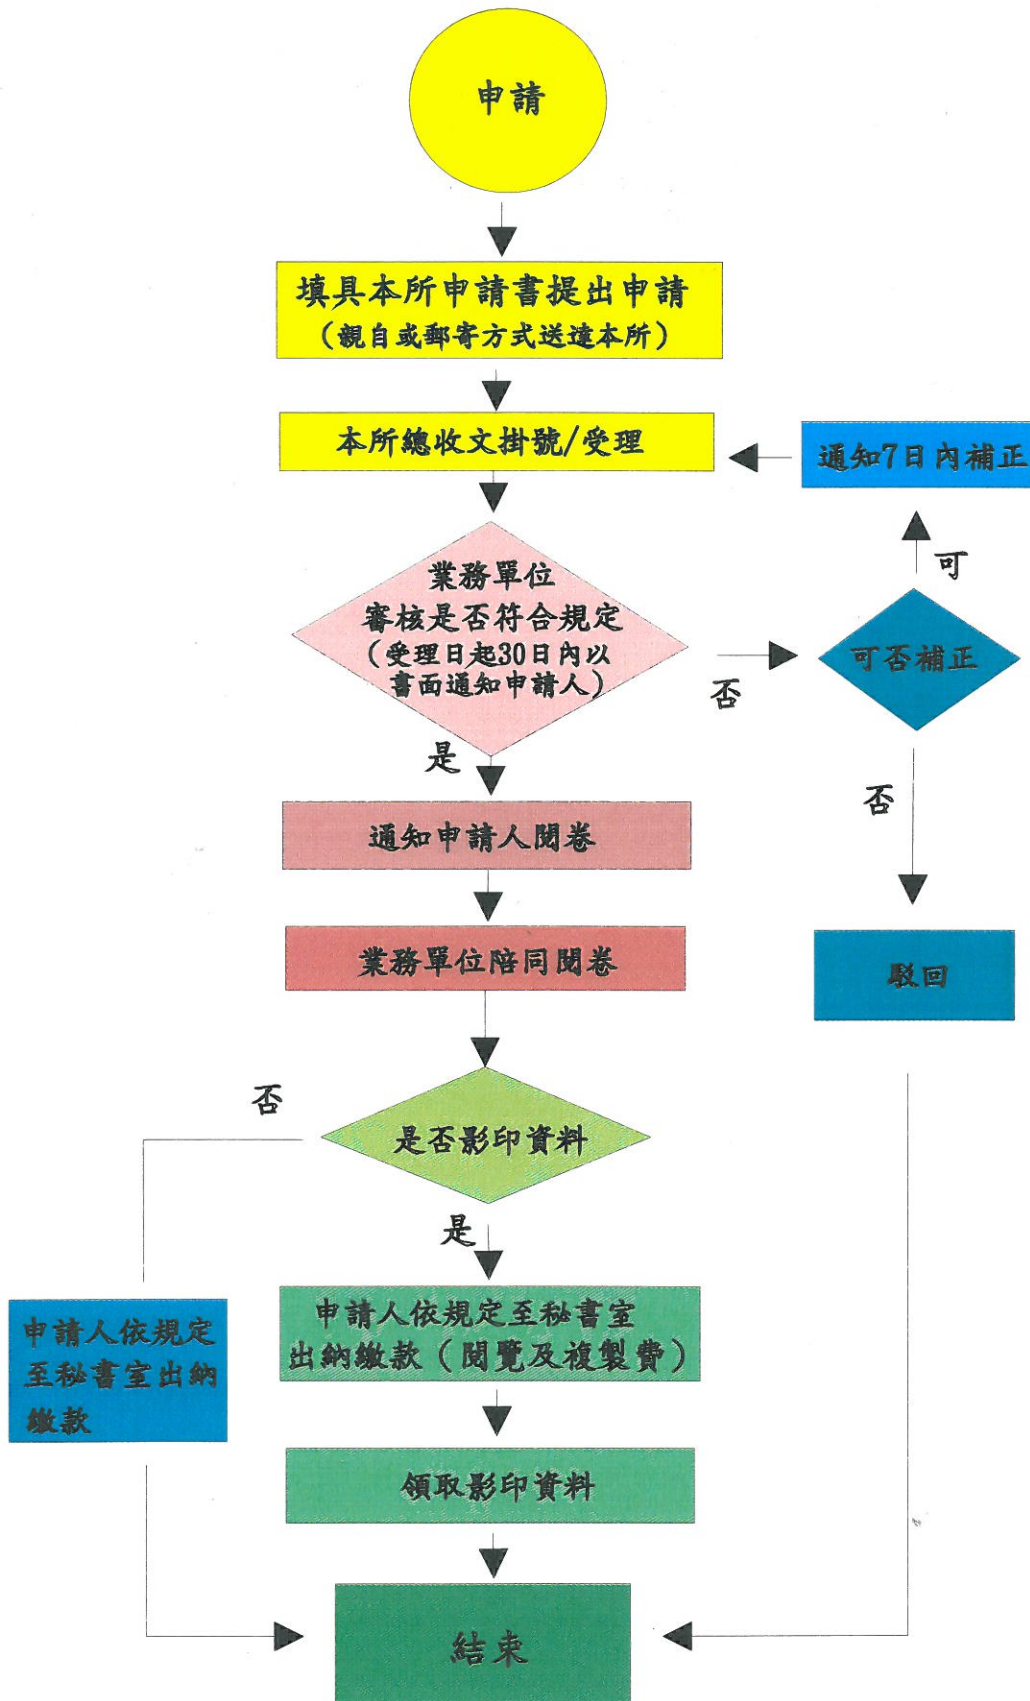 申請
填具本所申請書提出申請
（親自或郵寄方式送達本所）
本所總收文掛號/受理
通知7日內補正
可
業務單位
審核是否符合規定
（受理日起30日內以
書面通知申請人）
可否補正
否
是
否
通知申請人閱卷
業務單位陪同閱卷
駁回
否
是否影印資料
是
申請人依規定至秘書室
出納繳款（閱覽及複製費）
申請人依規定
至秘書室出納
繳款
領取影印資料
結束